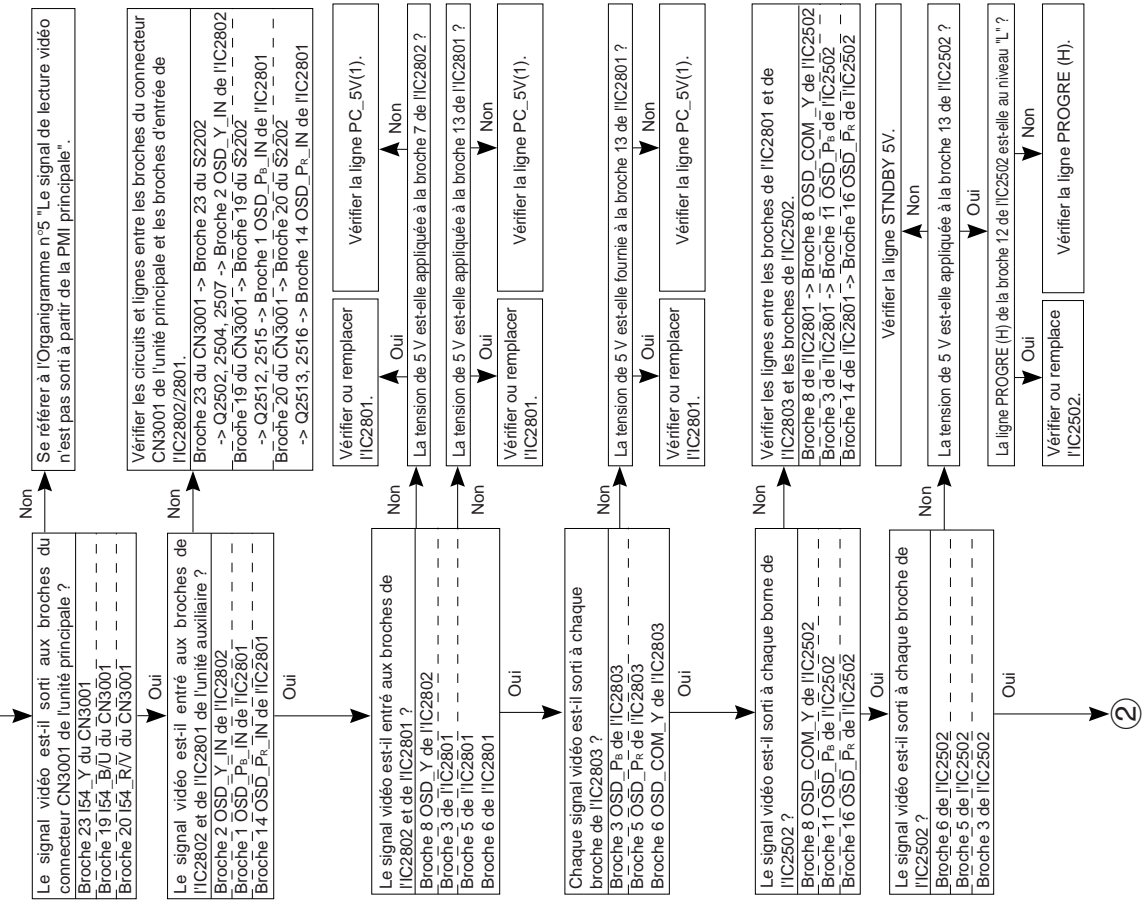 Le signal vidéo est-il sorti aux broches du
connecteur CN3001 de l'unité principale ?
Broche 23 I54_Y du CN3001
Broche 19 I54_B/U du CN3001
Broche 20 I54_R/V du CN3001
Non
Se référer à l'Organigramme n°5 "Le signal de lecture vidéo
n'est pas sorti à partir de la PMI principale".
Oui
Le signal vidéo est-il entré aux broches de
l'IC2802 et de l'IC2801 de l'unité auxiliaire ?
Broche 2 OSD_Y_IN de l'IC2802
Broche 1 OSD_PB_IN de l'IC2801
Broche 14 OSD_PR_IN de l'IC2801
Non
Vérifier les circuits et lignes entre les broches du connecteur
CN3001 de l'unité principale et les broches d'entrée de
l'IC2802/2801.
Broche 23 du CN3001 -> Broche 23 du S2202
-> Q2502, 2504, 2507 -> Broche 2 OSD_Y_IN de l'IC2802
Broche 19 du CN3001 -> Broche 19 du S2202
-> Q2512, 2515 -> Broche 1 OSD_PB_IN de l'IC2801
Broche 20 du CN3001 -> Broche 20 du S2202
-> Q2513, 2516 -> Broche 14 OSD_PR_IN de l'IC2801
Oui
Le signal vidéo est-il entré aux broches de
l'IC2802 et de l'IC2801 ?
Broche 8 OSD_Y de l'IC2802
Broche 3 de l'IC2801
Broche 5 de l'IC2801
Broche 6 de l'IC2801
Vérifier ou remplacer
l'IC2801.
Vérifier la ligne PC_5V(1).
Oui
Non
Non
La tension de 5 V est-elle appliquée à la broche 7 de l'IC2802 ?
Non
La tension de 5 V est-elle appliquée à la broche 13 de l'IC2801 ?
Oui
Non
Vérifier ou remplacer
l'IC2801.
Vérifier la ligne PC_5V(1).
Oui
Chaque signal vidéo est-il sorti à chaque
broche de l'IC2803 ?
Broche 3 OSD_PB de l'IC2803
Broche 5 OSD_PR de l'IC2803
Broche 6 OSD_COM_Y de l'IC2803
Non
La tension de 5 V est-elle fournie à la broche 13 de l'IC2801 ?
Oui
Non
Vérifier ou remplacer
l'IC2801.
Vérifier la ligne PC_5V(1).
Oui
Le signal vidéo est-il sorti à chaque borne de
l'IC2502 ?
Broche 8 OSD_COM_Y de l'IC2502
Broche 11 OSD_PB de l'IC2502
Broche 16 OSD_PR de l'IC2502
Non
Vérifier les lignes entre les broches de l'IC2801 et de
l'IC2803 et les broches de l'IC2502.
Broche 8 de l'IC2801 -> Broche 8 OSD_COM_Y de l'IC2502
Broche 3 de l'IC2801 -> Broche 11 OSD_PB de l'IC2502
Broche 14 de l'IC2801 -> Broche 16 OSD_PR de l'IC2502
Oui
Le signal vidéo est-il sorti à chaque broche de
l'IC2502 ?
Broche 6 de l'IC2502
Broche 5 de l'IC2502
Broche 3 de l'IC2502
Vérifier la ligne STNDBY 5V.
Non
Non
La tension de 5 V est-elle appliquée à la broche 13 de l'IC2502 ?
Oui
La ligne PROGRE (H) de la broche 12 de l'IC2502 est-elle au niveau "L" ?
Oui
Non
Vérifier ou remplace
l'IC2502.
Vérifier la ligne PROGRE (H).
Oui
②